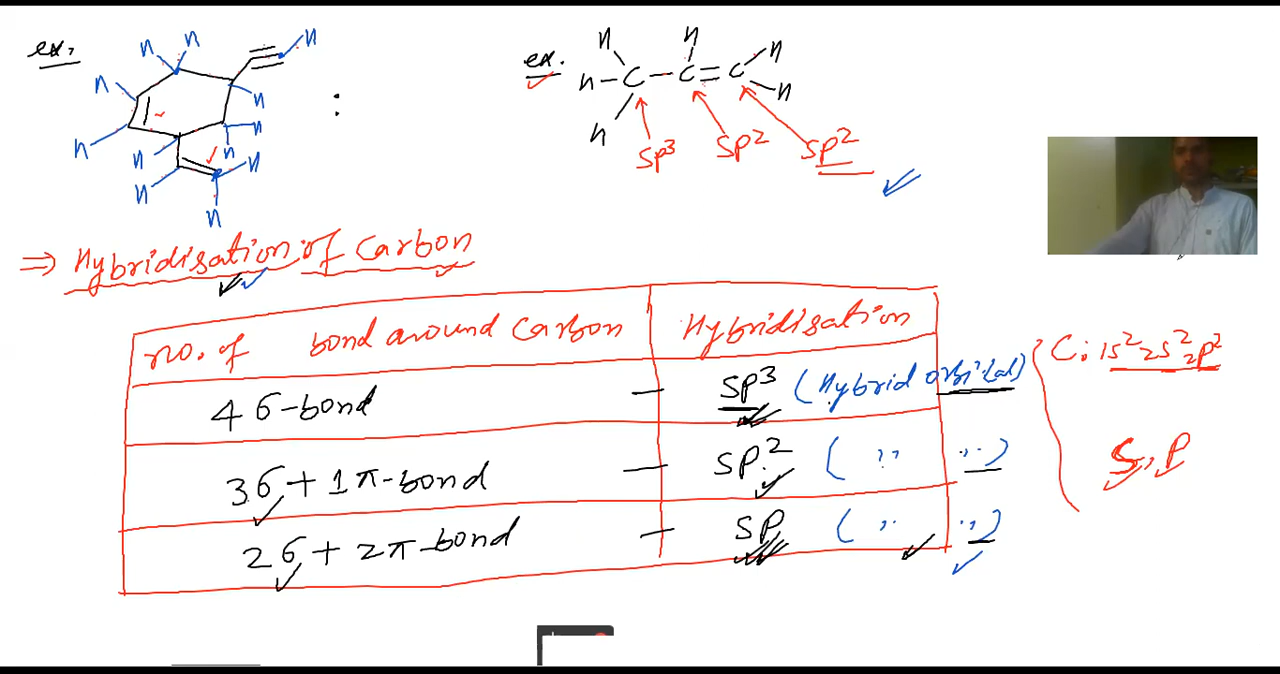 ex.
H H H
H H
H H
H H H
H H
H
:
ex.
H H H
H-C-C=C
H H
sp³ sp² sp²
⇒ Hybridisation of Carbon
no. of bond around Carbon Hybridisation
4 σ-bond — sp³ (Hybrid orbital)
3σ + 1π-bond — sp² ( ,, ,, )
2σ + 2π-bond — sp ( ,, ,, )
C: 1s² 2s² 2p²
s, p